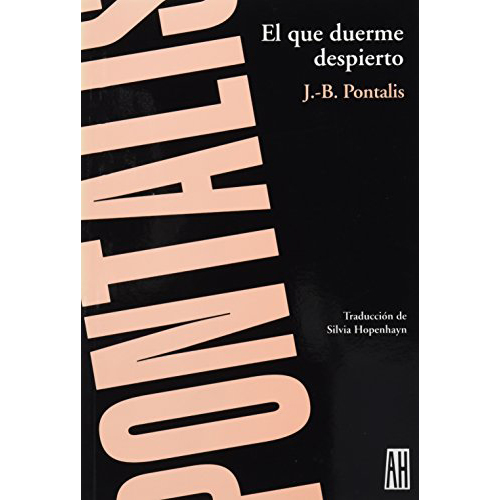 El que duerme
despierto
J.-B. Pontalis
PONTALIS
Traducción de
Silvia Hopenhayn
AH